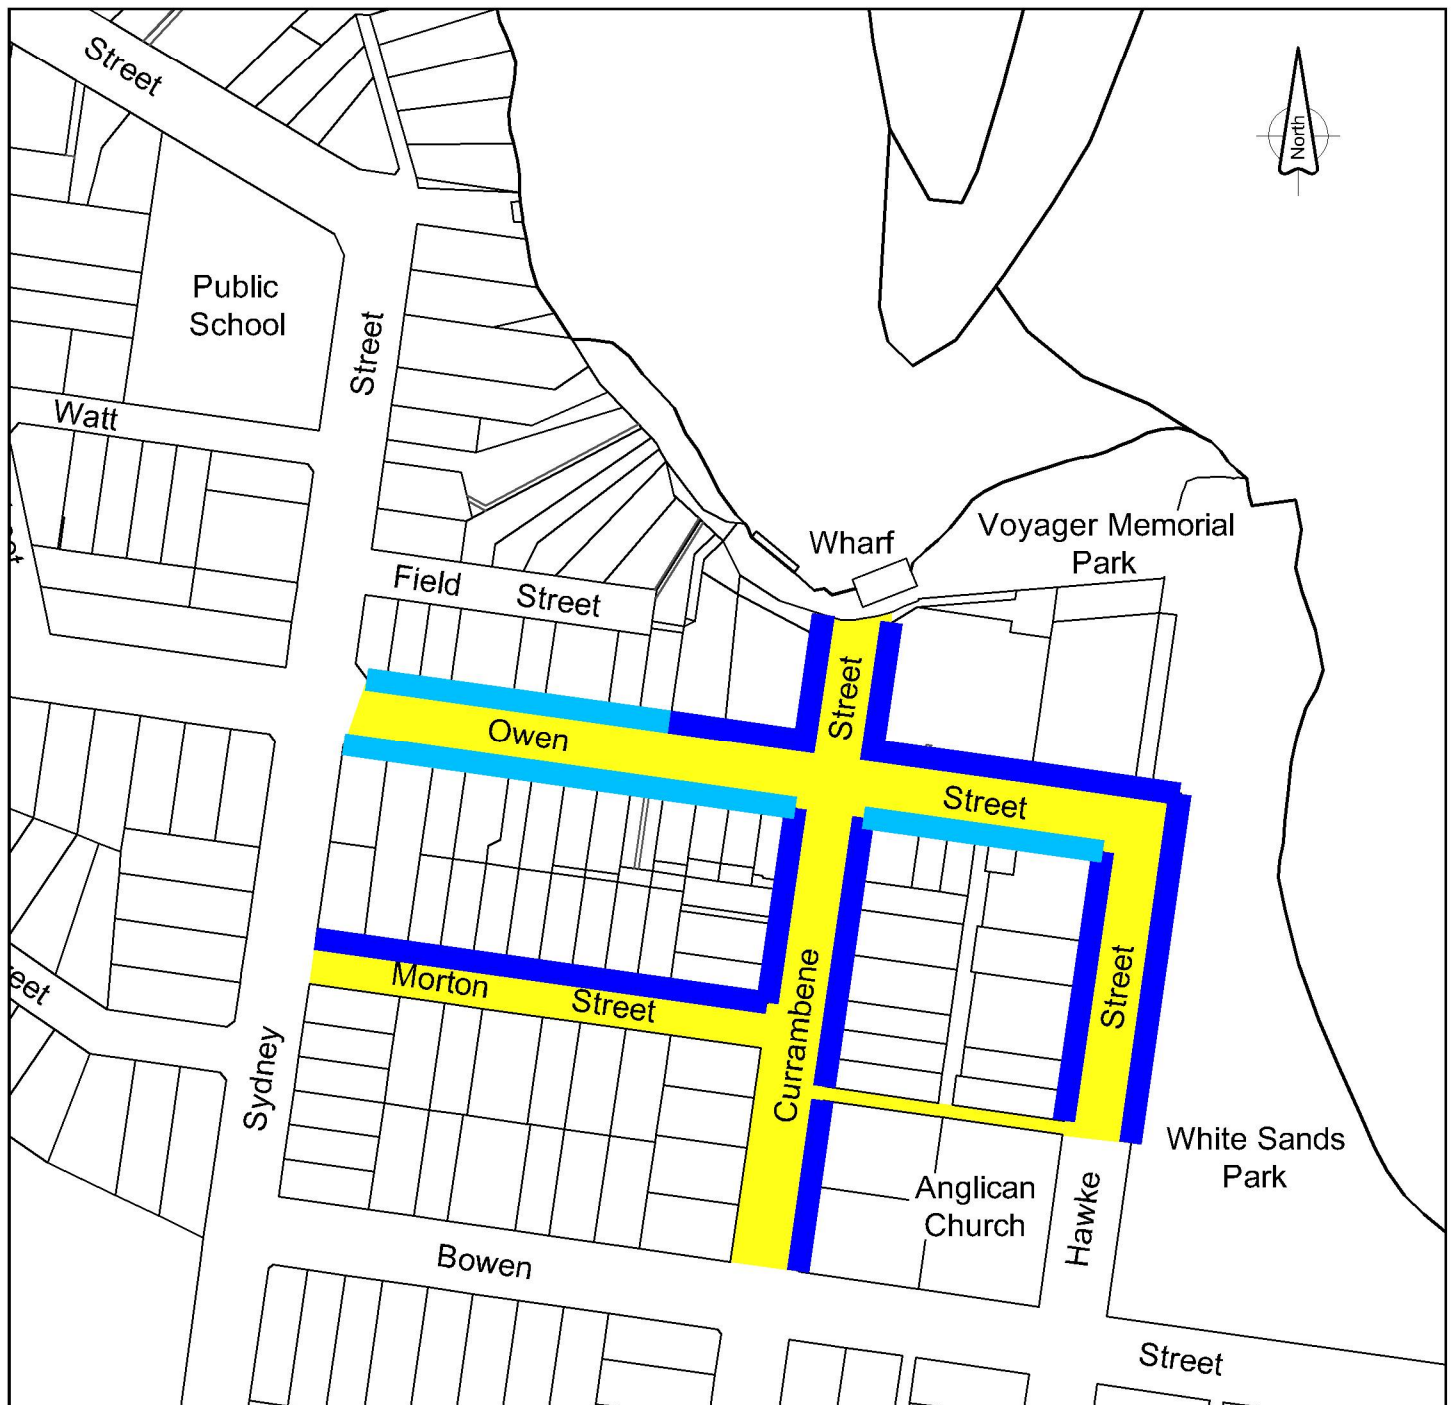 Street
North
Public
School
Street
Watt
Voyager Memorial
Park
Wharf
Field
Street
Street
Owen
Street
Morton
Street
Street
Currambene
Sydney
White Sands
Park
Anglican
Church
Hawke
Bowen
Street